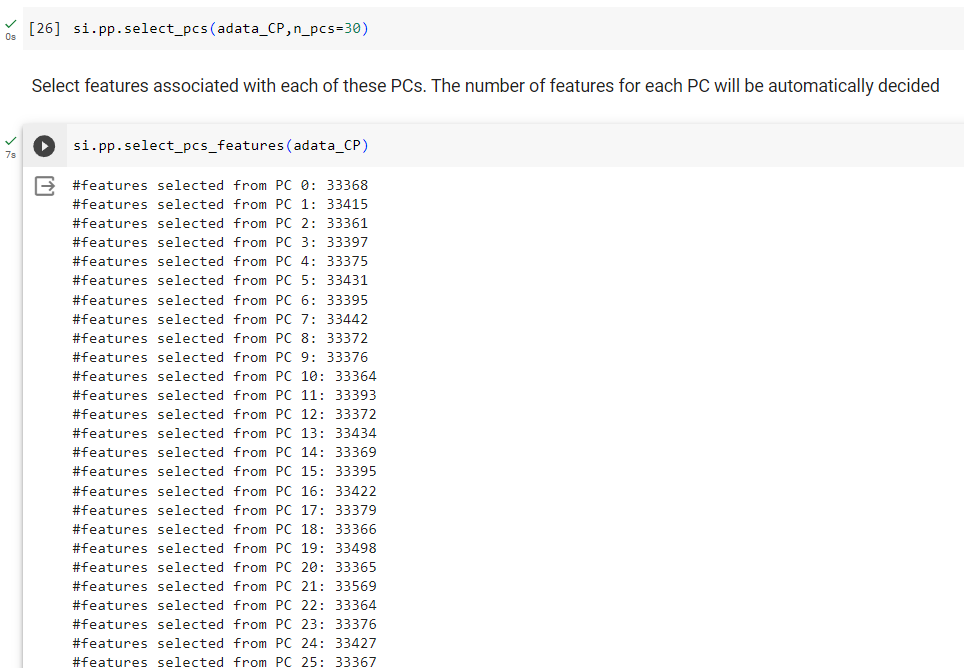 [26] si.pp.select_pcs(adata_CP,n_pcs=30)
0s
Select features associated with each of these PCs. The number of features for each PC will be automatically decided
si.pp.select_pcs_features(adata_CP)
7s
#features selected from PC 0: 33368
#features selected from PC 1: 33415
#features selected from PC 2: 33361
#features selected from PC 3: 33397
#features selected from PC 4: 33375
#features selected from PC 5: 33431
#features selected from PC 6: 33395
#features selected from PC 7: 33442
#features selected from PC 8: 33372
#features selected from PC 9: 33376
#features selected from PC 10: 33364
#features selected from PC 11: 33393
#features selected from PC 12: 33372
#features selected from PC 13: 33434
#features selected from PC 14: 33369
#features selected from PC 15: 33395
#features selected from PC 16: 33422
#features selected from PC 17: 33379
#features selected from PC 18: 33366
#features selected from PC 19: 33498
#features selected from PC 20: 33365
#features selected from PC 21: 33569
#features selected from PC 22: 33364
#features selected from PC 23: 33376
#features selected from PC 24: 33427
#features selected from PC 25: 33367